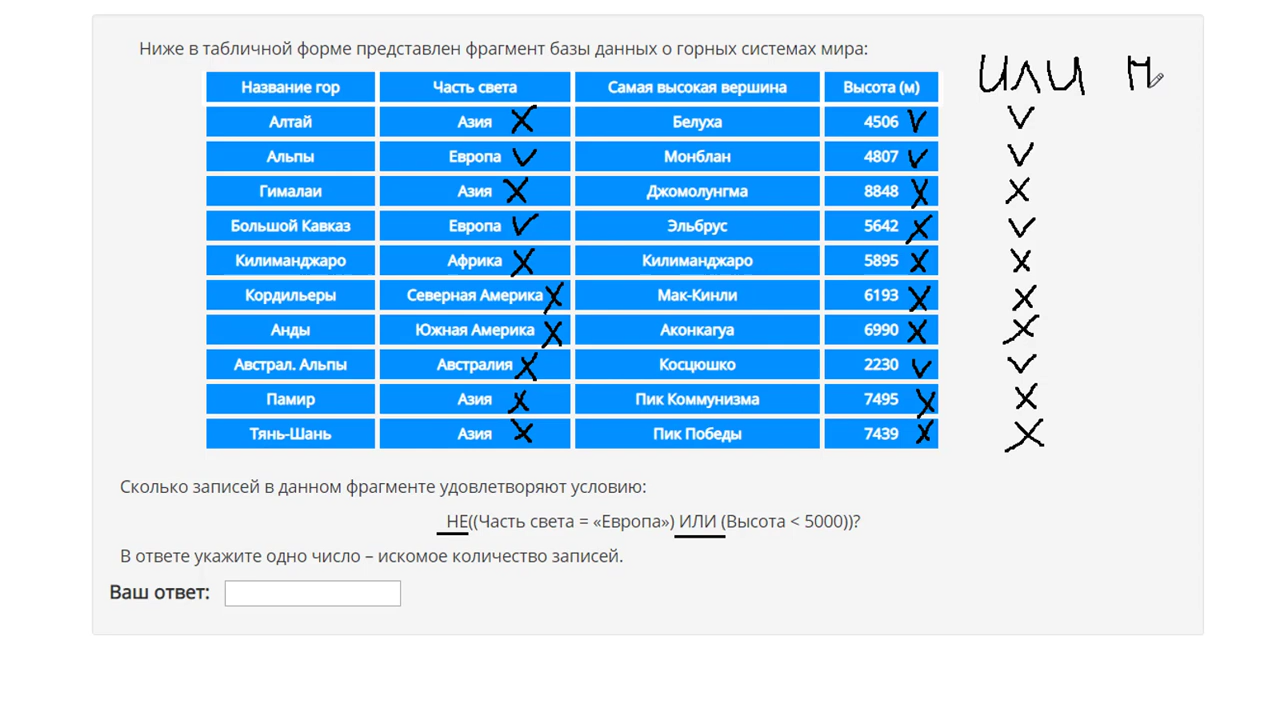 Ниже в табличной форме представлен фрагмент базы данных о горных системах мира:
ИЛИ Н
Название гор Часть света Самая высокая вершина Высота (м)
Алтай Азия X Белуха 4506 V V
Альпы Европа V Монблан 4807 V V
Гималаи Азия X Джомолунгма 8848 X X
Большой Кавказ Европа V Эльбрус 5642 X V
Килиманджаро Африка X Килиманджаро 5895 X X
Кордильеры Северная Америка X Мак-Кинли 6193 X X
Анды Южная Америка X Аконкагуа 6990 X X
Австрал. Альпы Австралия X Косцюшко 2230 V V
Памир Азия X Пик Коммунизма 7495 X X
Тянь-Шань Азия X Пик Победы 7439 X X
Сколько записей в данном фрагменте удовлетворяют условию:
НЕ((Часть света = «Европа») ИЛИ (Высота < 5000))?
В ответе укажите одно число – искомое количество записей.
Ваш ответ: